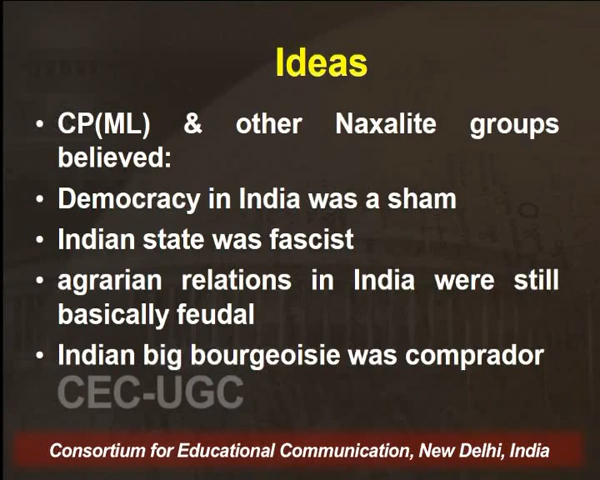 Ideas
• CP(ML) & other Naxalite groups
believed:
• Democracy in India was a sham
• Indian state was fascist
• agrarian relations in India were still
basically feudal
• Indian big bourgeoisie was comprador
CEC-UGC
Consortium for Educational Communication, New Delhi, India